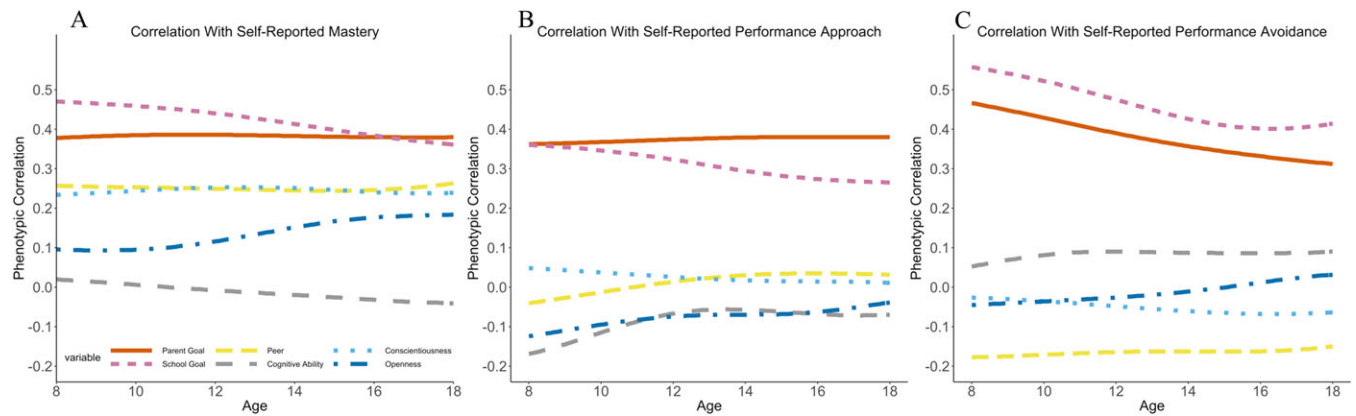 A
Correlation With Self-Reported Mastery
Phenotypic Correlation
0.5
0.4
0.3
0.2
0.1
0.0
-0.1
-0.2
variable
Parent Goal
Peer
Conscientiousness
School Goal
Cognitive Ability
Openness
8 10 12 14 16 18
Age
B
Correlation With Self-Reported Performance Approach
Phenotypic Correlation
0.5
0.4
0.3
0.2
0.1
0.0
-0.1
-0.2
8 10 12 14 16 18
Age
C
Correlation With Self-Reported Performance Avoidance
Phenotypic Correlation
0.5
0.4
0.3
0.2
0.1
0.0
-0.1
-0.2
8 10 12 14 16 18
Age